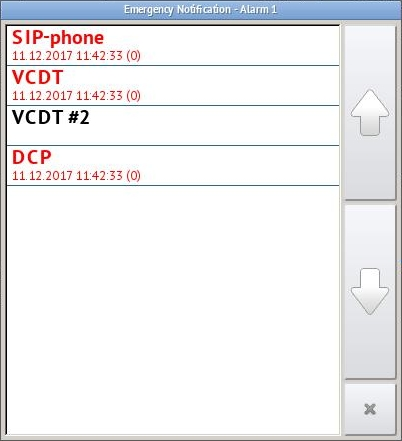 Emergency Notification - Alarm 1
SIP-phone
11.12.2017 11:42:33 (0)
VCDT
11.12.2017 11:42:33 (0)
VCDT #2
DCP
11.12.2017 11:42:33 (0)